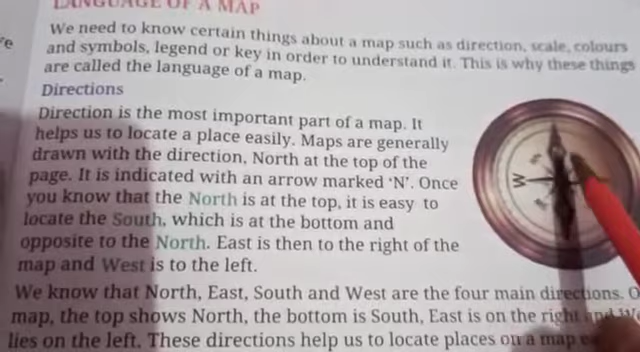 LANGUAGE OF A MAP
We need to know certain things about a map such as direction, scale, colours
and symbols, legend or key in order to understand it. This is why these things
are called the language of a map.
Directions
Direction is the most important part of a map. It
helps us to locate a place easily. Maps are generally
drawn with the direction, North at the top of the
page. It is indicated with an arrow marked ‘N’. Once
you know that the North is at the top, it is easy to
locate the South, which is at the bottom and
opposite to the North. East is then to the right of the
map and West is to the left.
W
We know that North, East, South and West are the four main directions.
map, the top shows North, the bottom is South, East is on the right and
lies on the left. These directions help us to locate places on a map